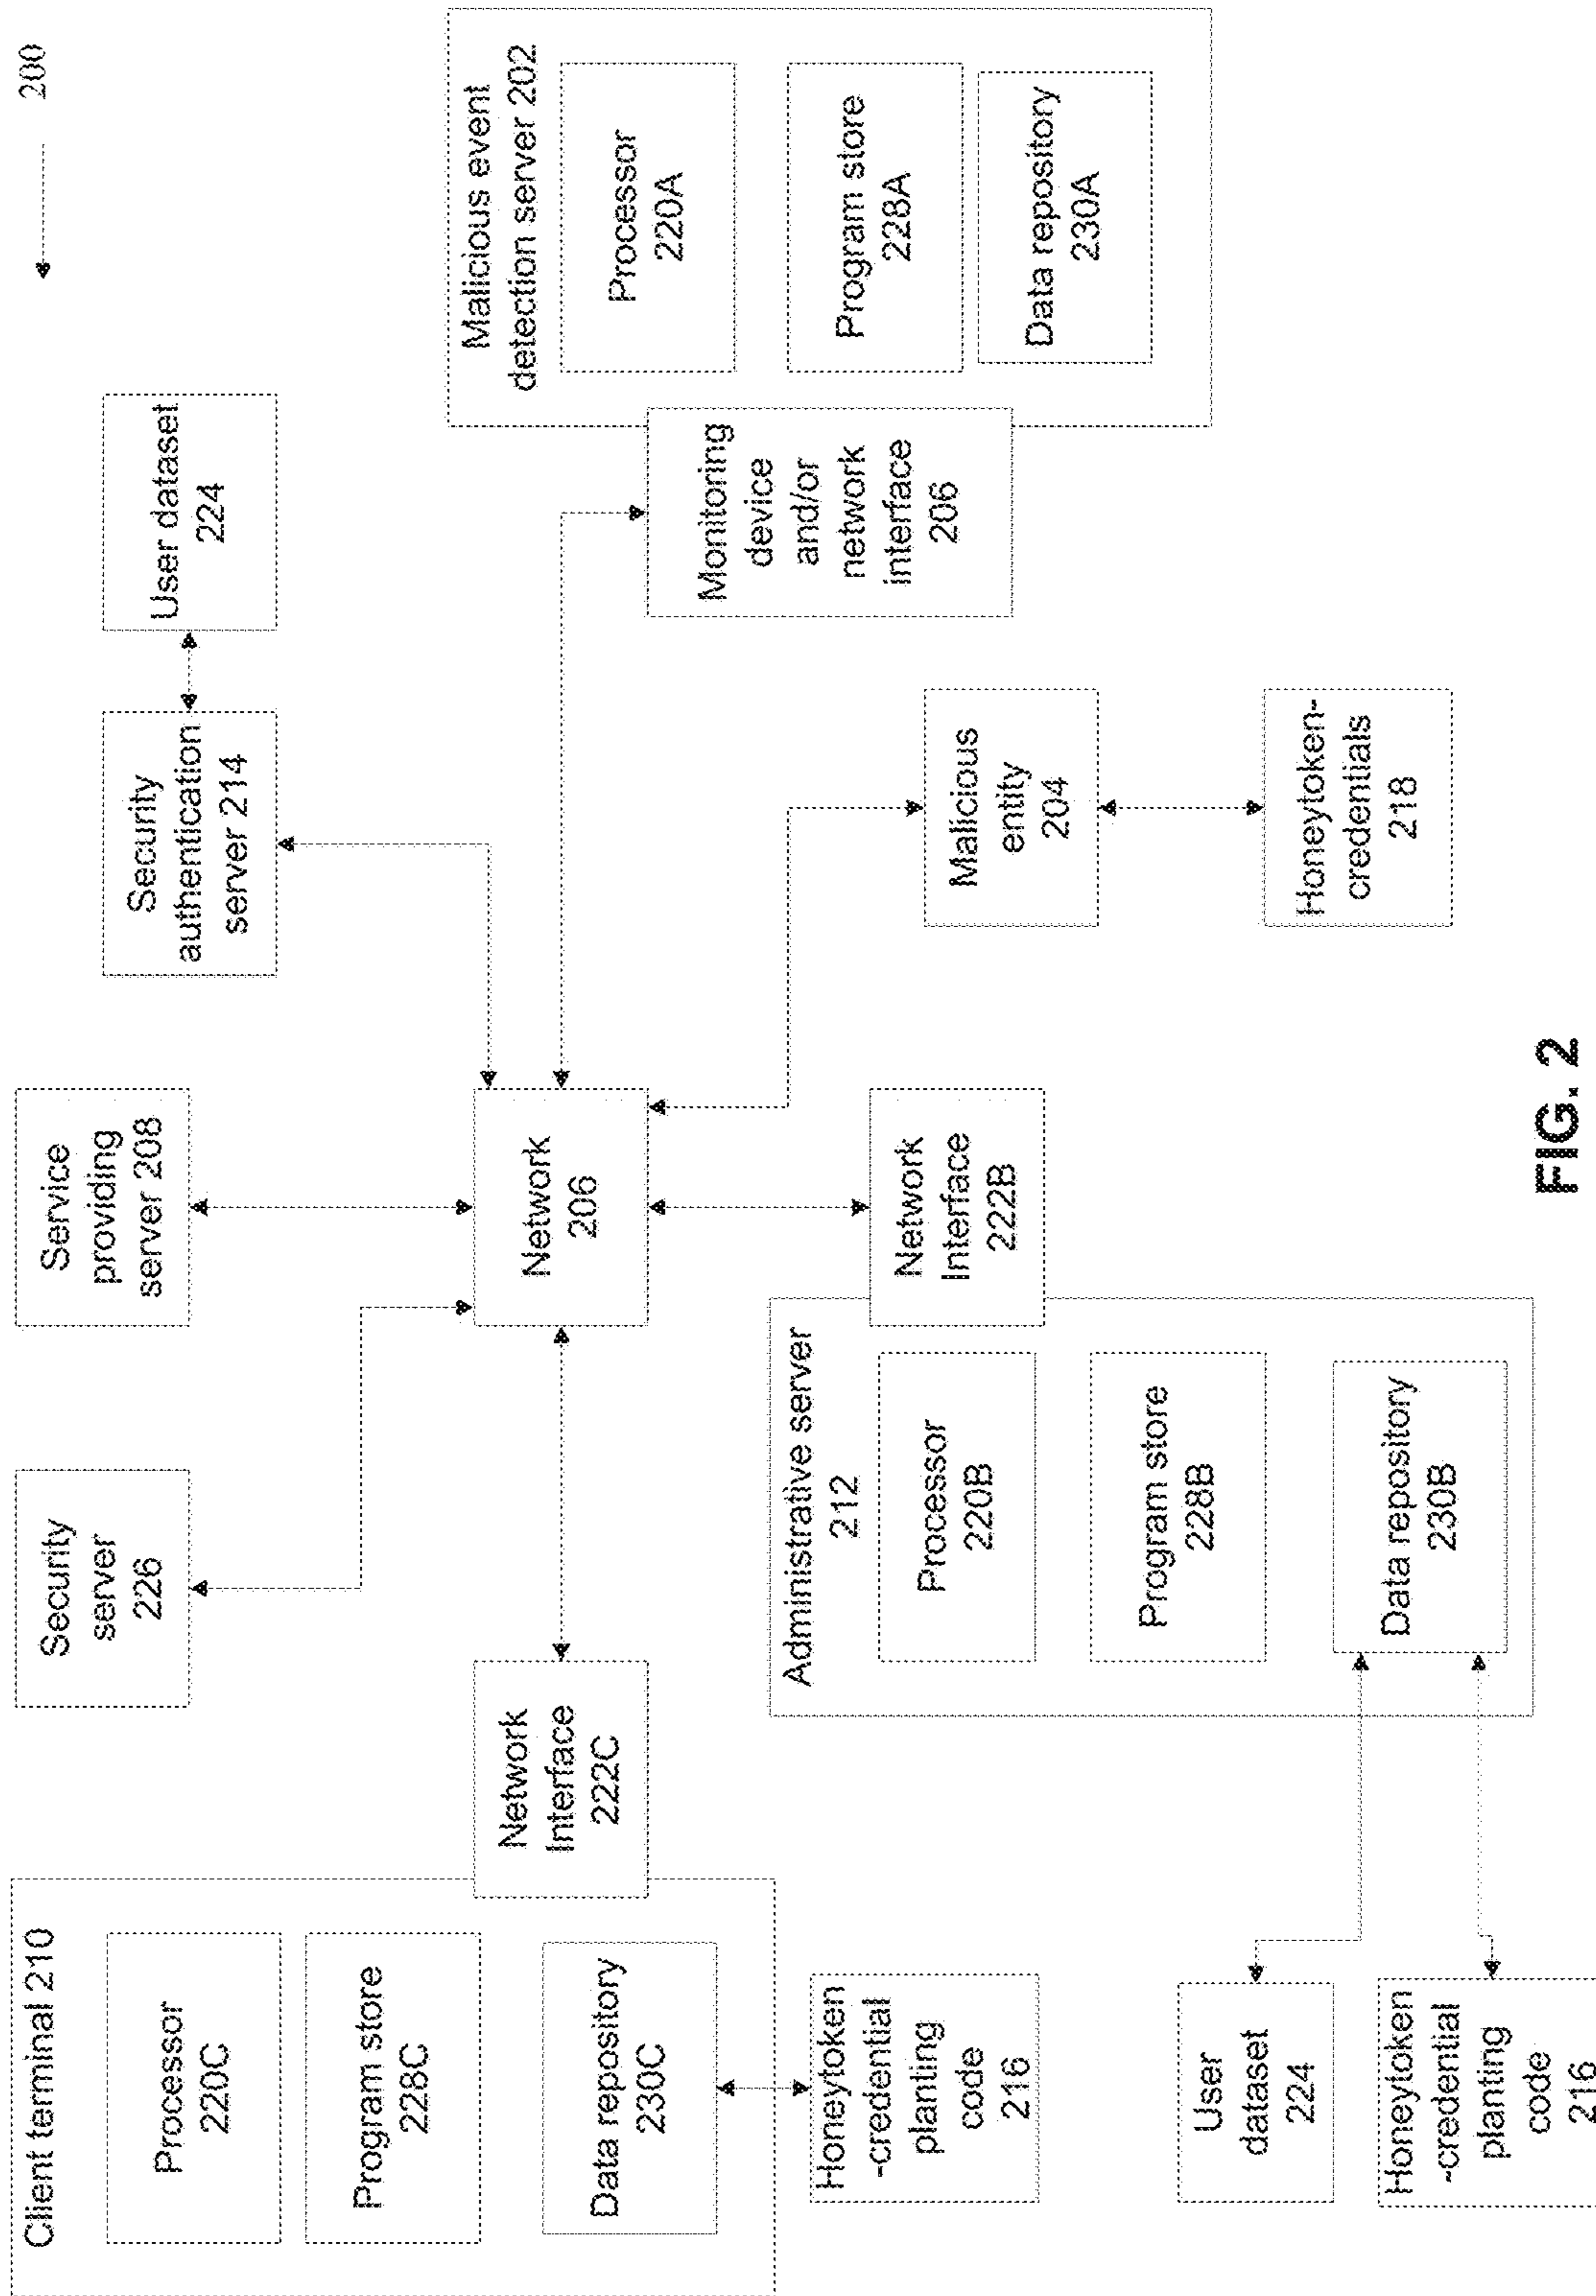 200
Client terminal 210
Processor
220C
Program store
228C
Data repository
230C
Network
Interface
222C
Honeytoken
-credential
planting
code
216
Security
server
226
Service
providing
server 208
Security
authentication
server 214
User dataset
224
Network
206
Malicious event
detection server 202
Processor
220A
Program store
228A
Data repository
230A
Monitoring
device
and/or
network
interface
206
Administrative server
212
Processor
220B
Program store
228B
Data repository
230B
Network
Interface
222B
Malicious
entity
204
Honeytoken-
credentials
218
User
dataset
224
Honeytoken
-credential
planting
code
216
FIG. 2